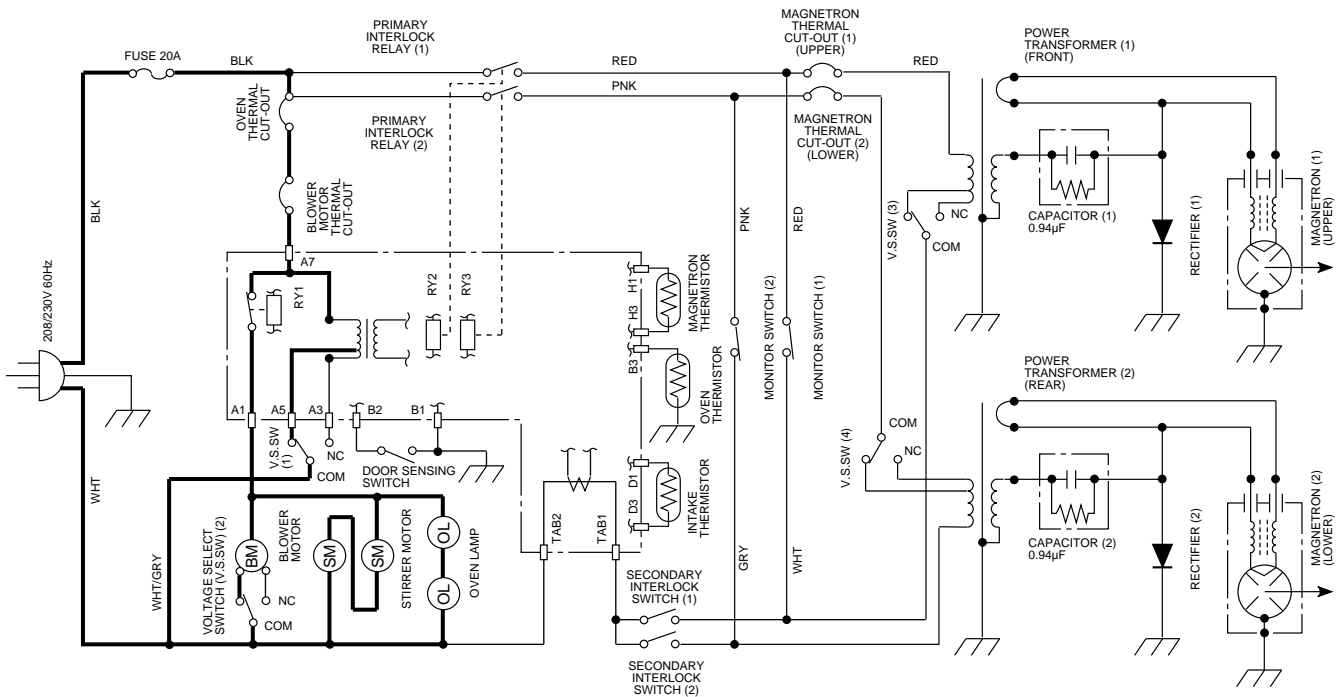 PRIMARY
INTERLOCK
RELAY (1)
MAGNETRON
THERMAL
CUT-OUT (1)
(UPPER)
POWER
TRANSFORMER (1)
(FRONT)
FUSE 20A
BLK
RED
RED
PNK
OVEN
THERMAL
CUT-OUT
PRIMARY
INTERLOCK
RELAY (2)
MAGNETRON
THERMAL
CUT-OUT (2)
(LOWER)
BLK
BLOWER
MOTOR
THERMAL
CUT-OUT
PNK
RED
V.S.SW (3)
NC
COM
CAPACITOR (1)
0.94µF
RECTIFIER (1)
MAGNETRON (1)
(UPPER)
A7
RY1
RY2
RY3
H1
H3
MAGNETRON
THERMISTOR
B3
OVEN
THERMISTOR
MONITOR SWITCH (2)
MONITOR SWITCH (1)
208/230V 60Hz
POWER
TRANSFORMER (2)
(REAR)
A1
A5
A3
B2
B1
V.S.SW
(1)
NC
COM
DOOR SENSING
SWITCH
COM
NC
V.S.SW (4)
D1
D3
INTAKE
THERMISTOR
WHT
WHT/GRY
VOLTAGE SELECT
SWITCH (V.S.SW) (2)
BLOWER
MOTOR
BM
NC
COM
SM
SM
STIRRER MOTOR
OL
OL
OVEN LAMP
TAB2
TAB1
GRY
WHT
CAPACITOR (2)
0.94µF
RECTIFIER (2)
MAGNETRON (2)
(LOWER)
SECONDARY
INTERLOCK
SWITCH (1)
SECONDARY
INTERLOCK
SWITCH (2)